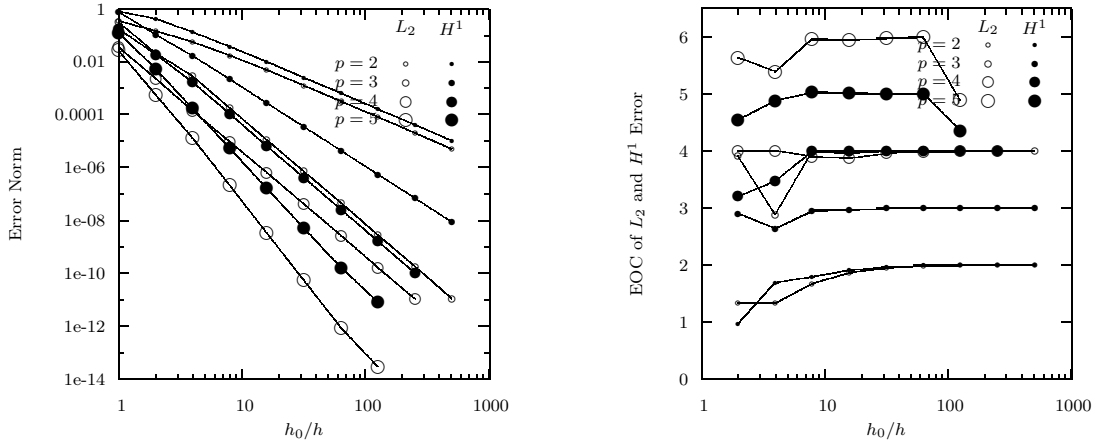 1
0.01
0.0001
1e-06
1e-08
1e-10
1e-12
1e-14
Error Norm
1 10 100 1000
h₀/h
L₂ H¹
p = 2
p = 3
p = 4
p = 5
6
5
4
3
2
1
0
EOC of L₂ and H¹ Error
1 10 100 1000
h₀/h
L₂ H¹
p = 2
p = 3
p = 4
p = 5